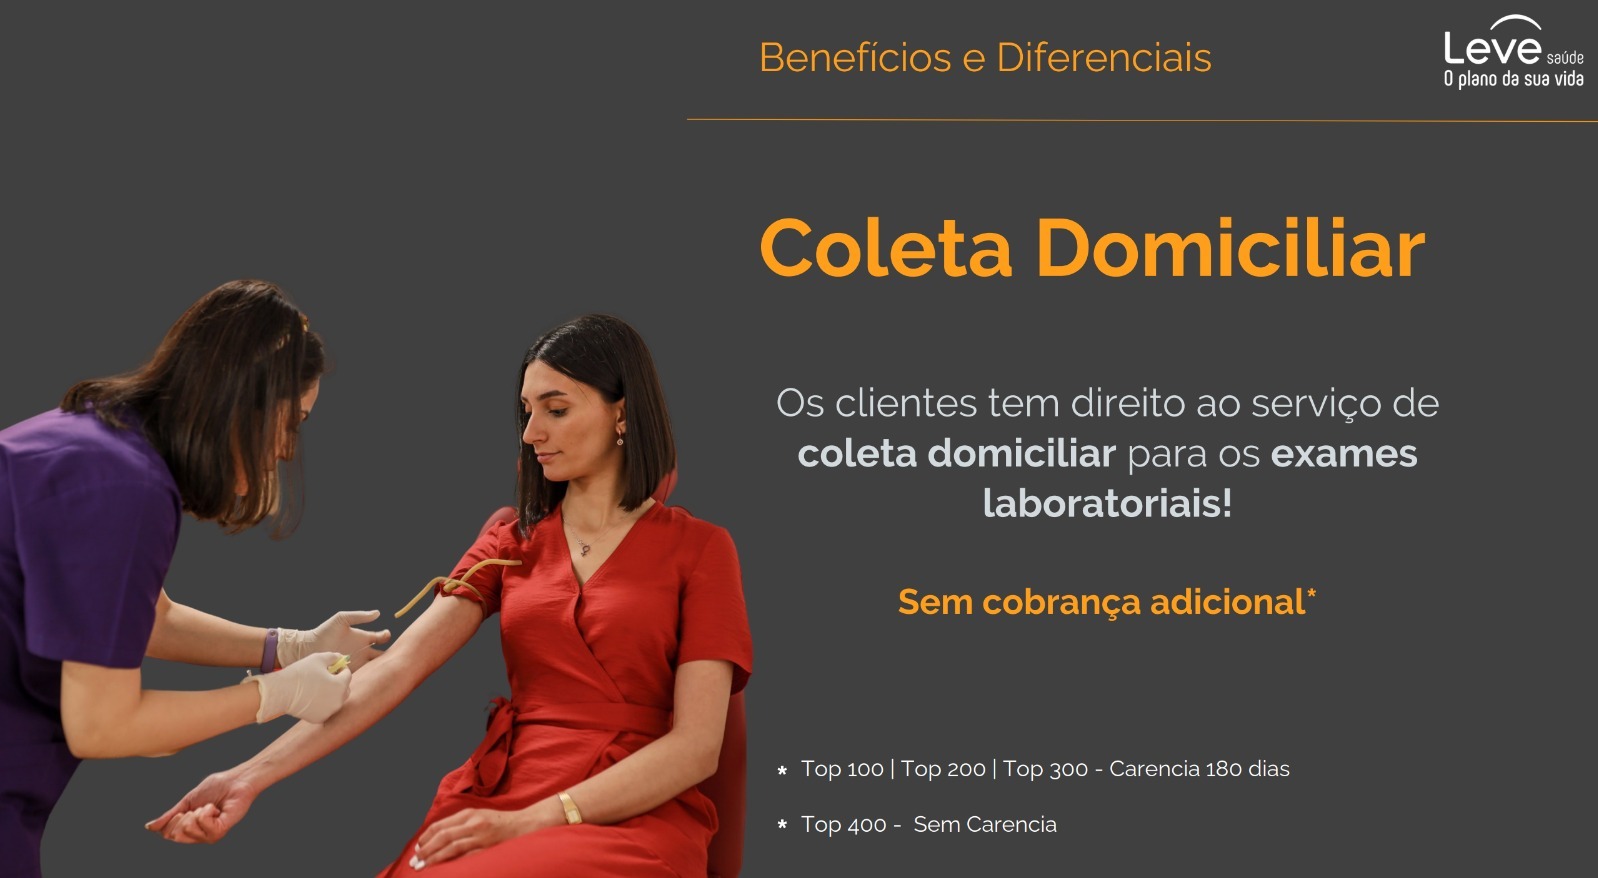 Benefícios e Diferenciais
Leve saúde
O plano da sua vida
Coleta Domiciliar
Os clientes tem direito ao serviço de
coleta domiciliar para os exames
laboratoriais!
Sem cobrança adicional*
* Top 100 | Top 200 | Top 300 - Carencia 180 dias
* Top 400 - Sem Carencia